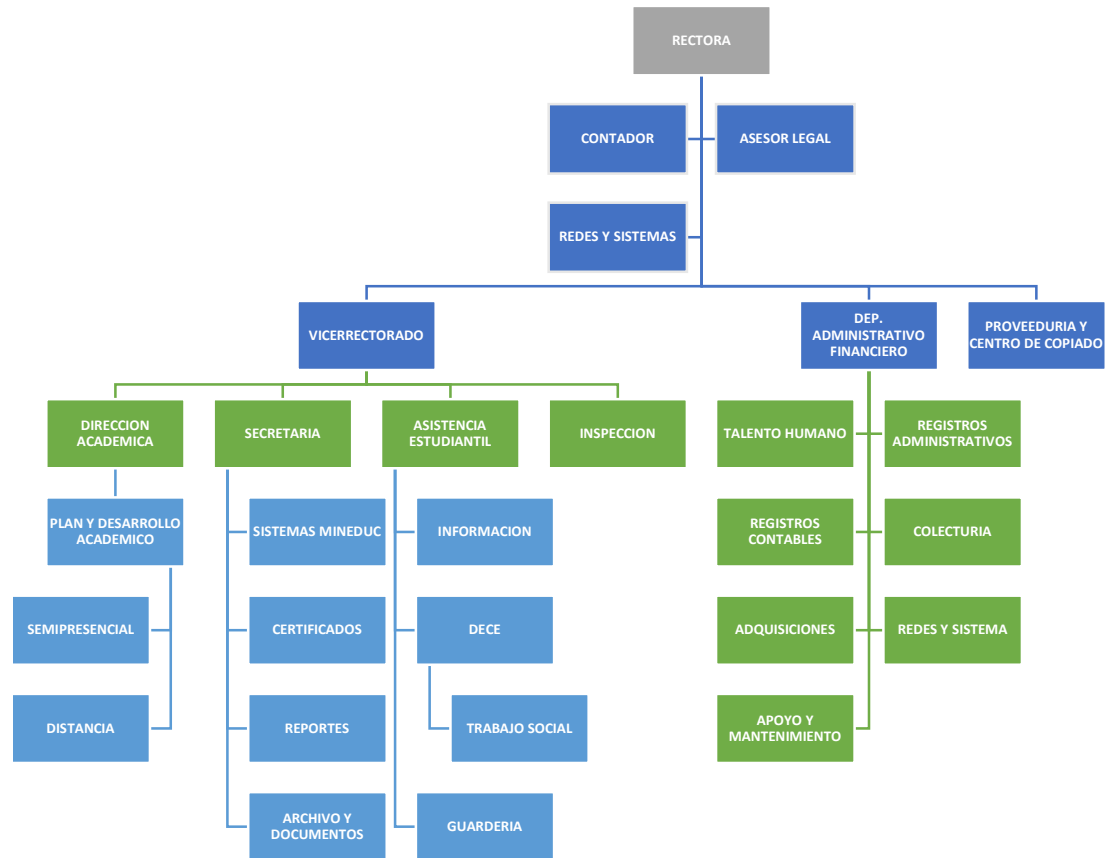 RECTORA
CONTADOR
ASESOR LEGAL
REDES Y SISTEMAS
VICERRECTORADO
DEP.
ADMINISTRATIVO
FINANCIERO
PROVEEDURIA Y
CENTRO DE COPIADO
DIRECCION
ACADEMICA
SECRETARIA
ASISTENCIA
ESTUDIANTIL
INSPECCION
TALENTO HUMANO
REGISTROS
ADMINISTRATIVOS
PLAN Y DESARROLLO
ACADEMICO
SISTEMAS MINEDUC
INFORMACION
REGISTROS
CONTABLES
COLECTURIA
SEMIPRESENCIAL
CERTIFICADOS
DECE
ADQUISICIONES
REDES Y SISTEMA
DISTANCIA
REPORTES
TRABAJO SOCIAL
APOYO Y
MANTENIMIENTO
ARCHIVO Y
DOCUMENTOS
GUARDERIA